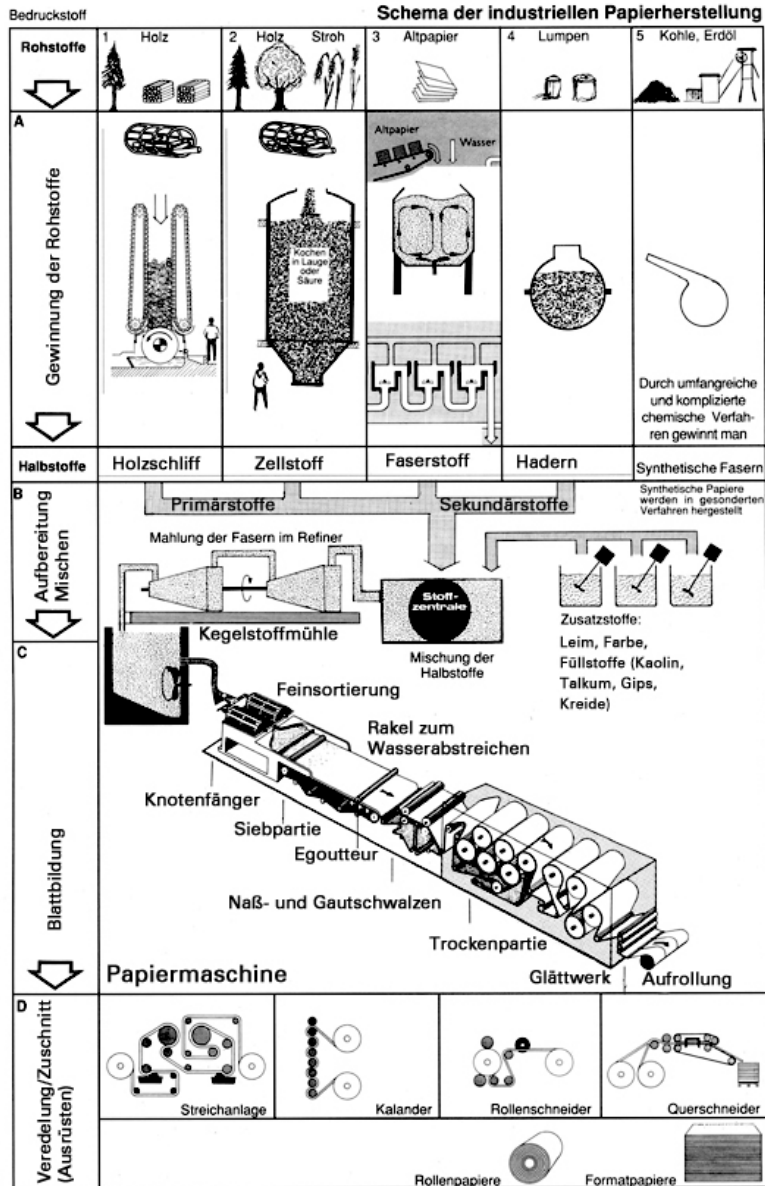 Bedruckstoff
Schema der industriellen Papierherstellung
Rohstoffe
1 Holz
2 Holz Stroh
3 Altpapier
4 Lumpen
5 Kohle, Erdöl
A
Gewinnung der Rohstoffe
Altpapier
Wasser
Kochen
in Lauge
oder
Säure
Durch umfangreiche
und komplizierte
chemische Verfah-
ren gewinnt man
Halbstoffe
Holzschliff
Zellstoff
Faserstoff
Hadern
Synthetische Fasern
B
Aufbereitung
Mischen
Primärstoffe
Sekundärstoffe
Synthetische Papiere
werden in gesonderten
Verfahren hergestellt
Mahlung der Fasern im Refiner
Stoff-
zentrale
Kegelstoffmühle
Mischung der
Halbstoffe
Zusatzstoffe:
Leim, Farbe,
Füllstoffe (Kaolin,
Talkum, Gips,
Kreide)
C
Blattbildung
Feinsortierung
Rakel zum
Wasserabstreichen
Knotenfänger
Siebpartie
Egoutteur
Naß- und Gautschwalzen
Trockenpartie
Glättwerk
Aufrollung
Papiermaschine
D
Veredelung/Zuschnitt
(Ausrüsten)
Streichanlage
Kalander
Rollenschneider
Querschneider
Rollenpapiere
Formatpapiere